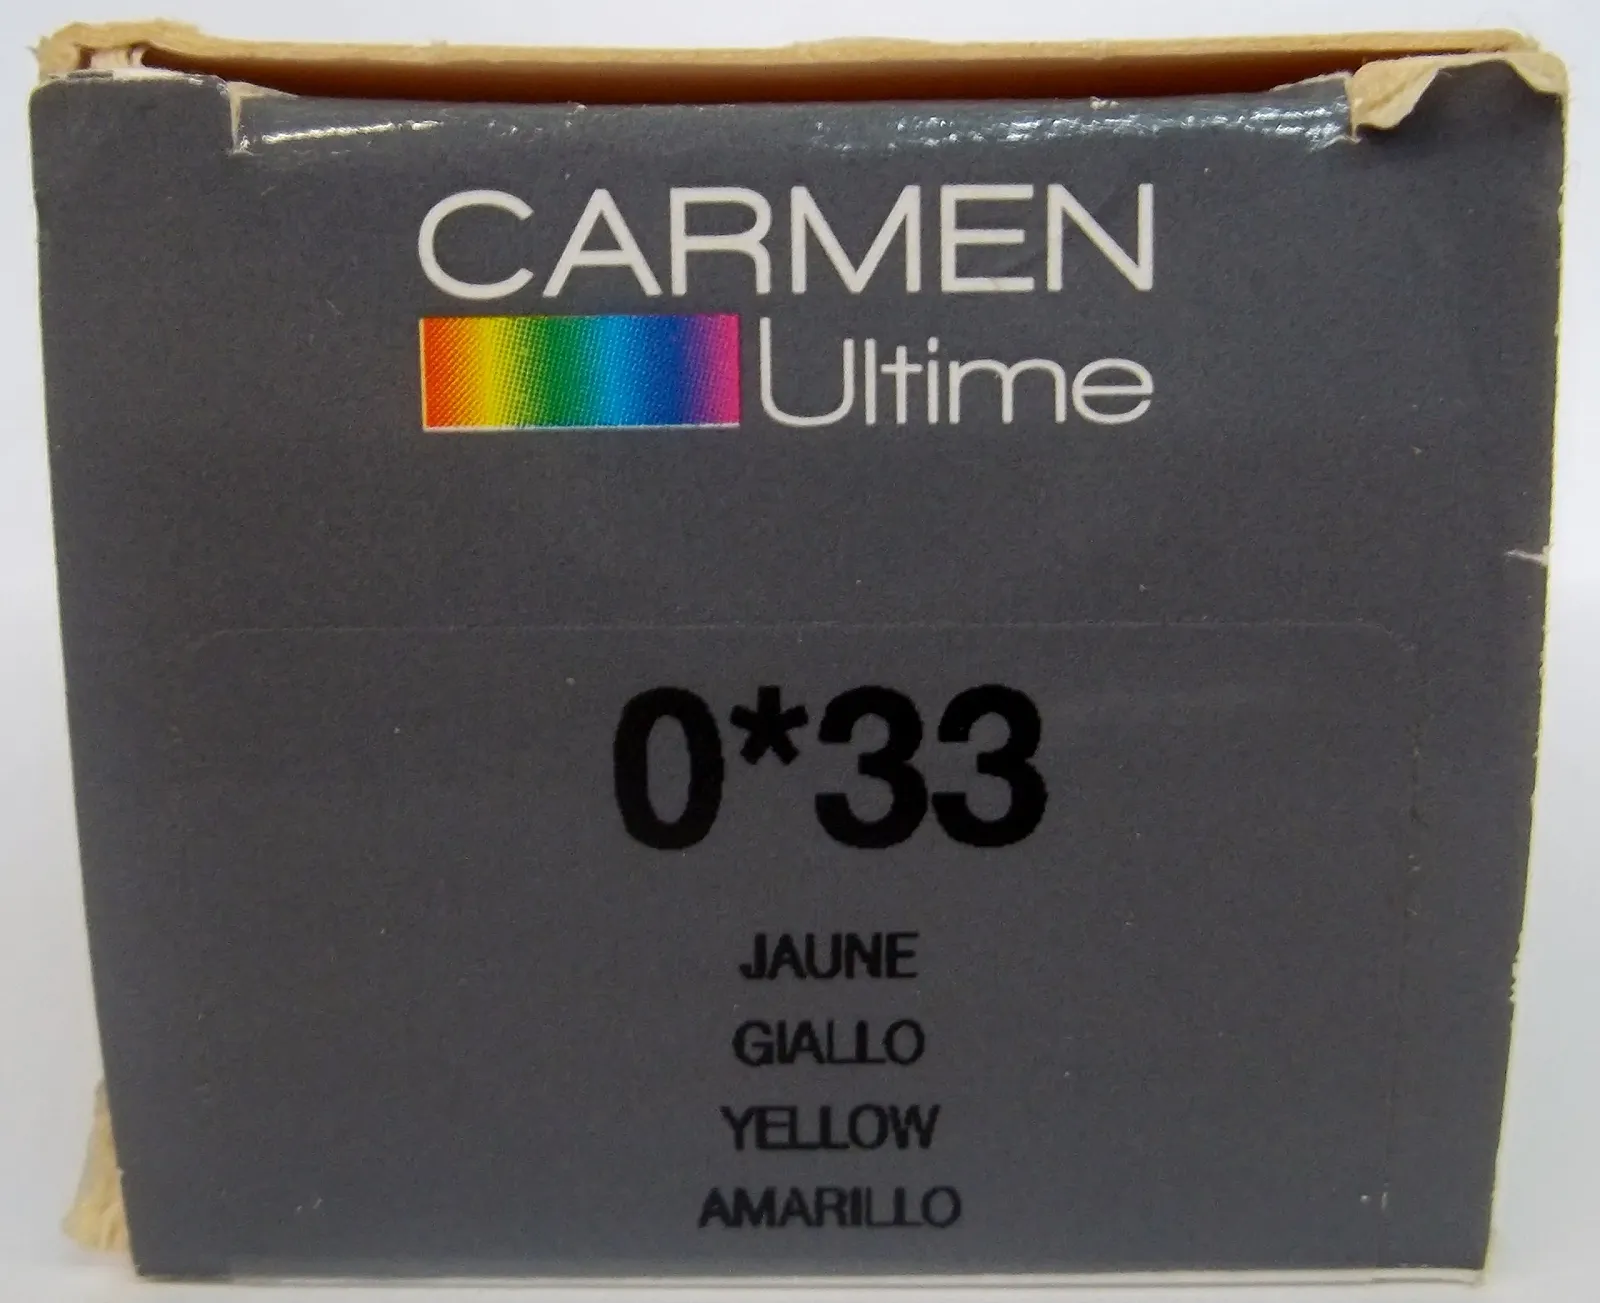 CARMEN
Ultime
0*33
JAUNE
GIALLO
YELLOW
AMARILLO